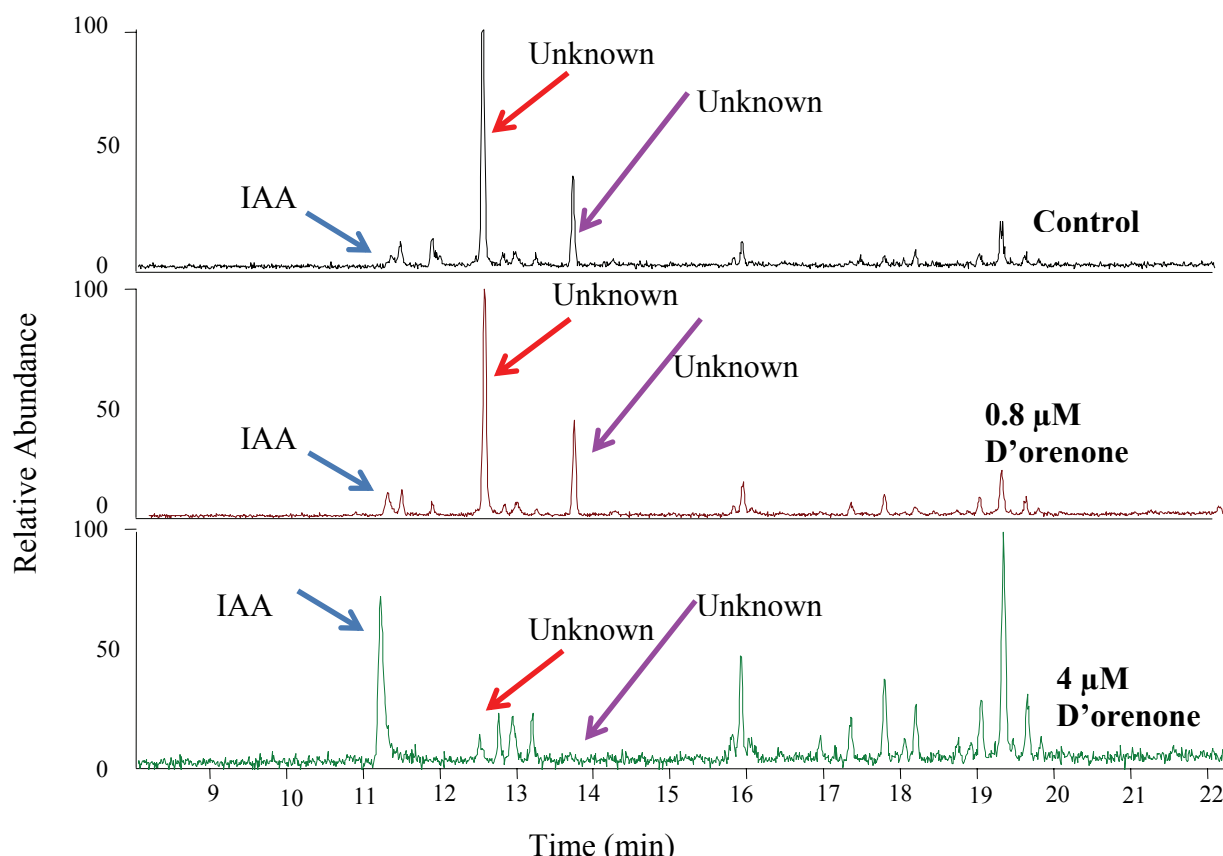 100
50
0
IAA
Unknown
Unknown
Control
100
50
0
IAA
Unknown
Unknown
0.8 μM
D’orenone
100
50
0
IAA
Unknown
Unknown
4 μM
D’orenone
Relative Abundance
9 10 11 12 13 14 15 16 17 18 19 20 21 22
Time (min)